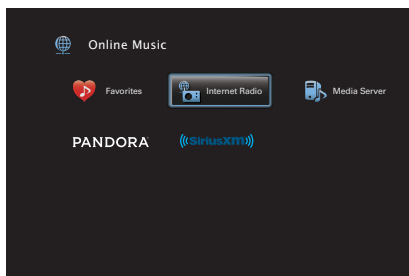 Online Music
Favorites
Internet Radio
Media Server
PANDORA
((SiriusXM))